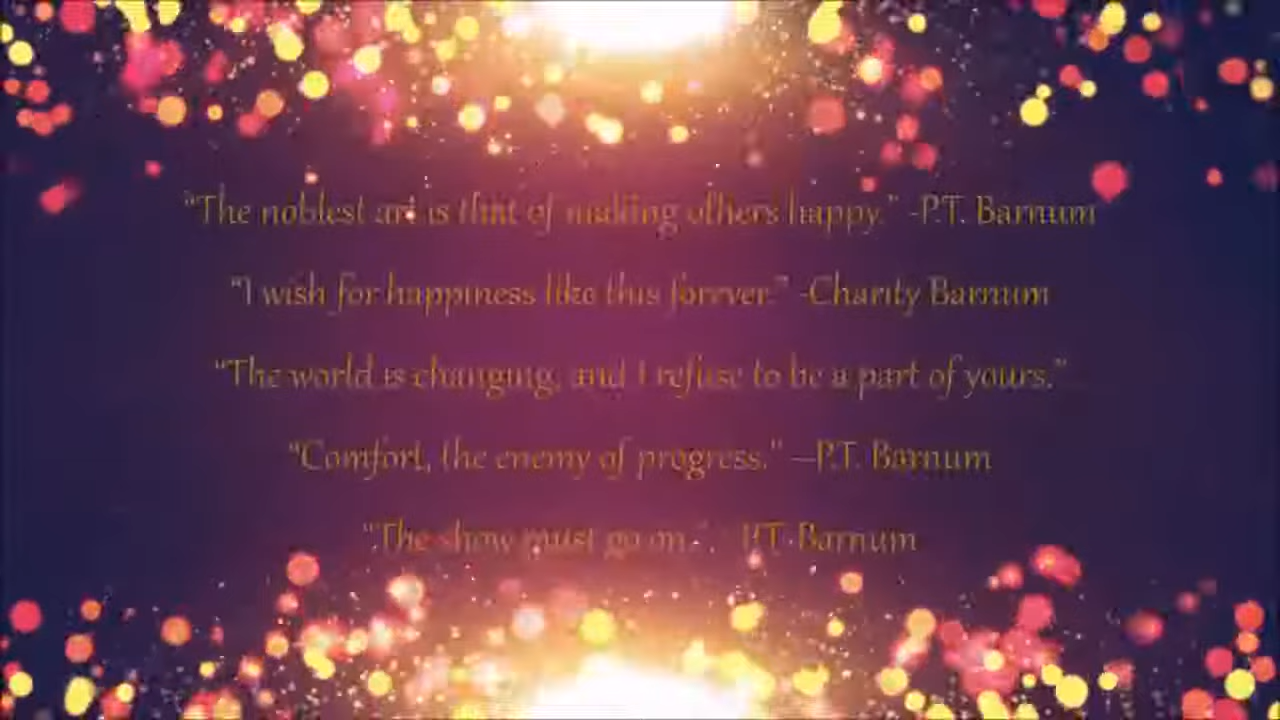 “The noblest art is that of making others happy.” -P.T. Barnum
“I wish for happiness like this forever.” -Charity Barnum
“The world is changing, and I refuse to be a part of yours.”
“Comfort, the enemy of progress.” —P.T. Barnum
“The show must go on.”. P.T. Barnum